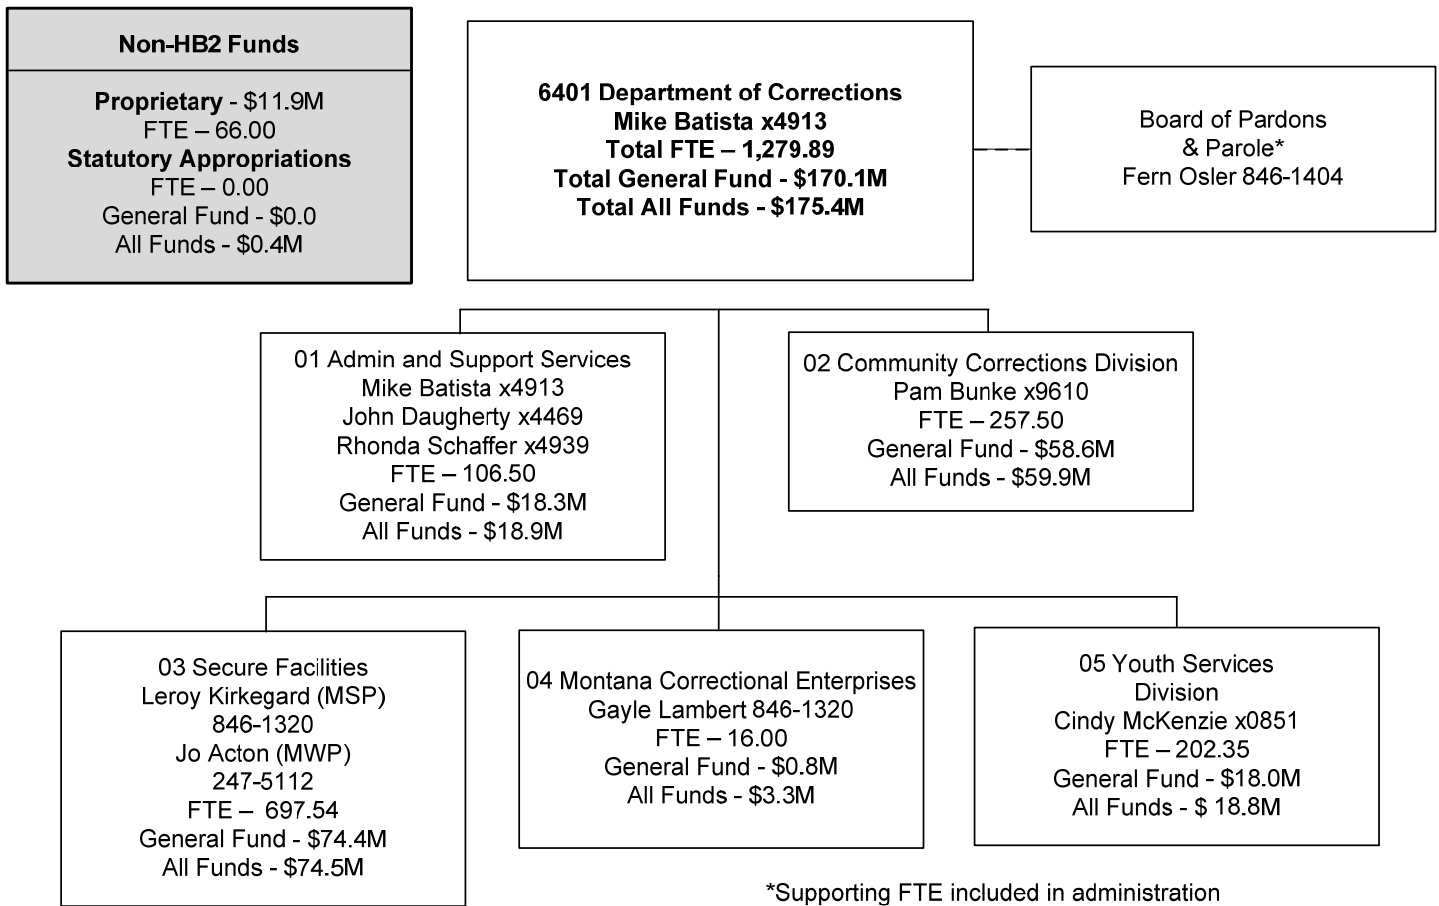 Non-HB2 Funds
Proprietary - $11.9M
FTE – 66.00
Statutory Appropriations
FTE – 0.00
General Fund - $0.0
All Funds - $0.4M
6401 Department of Corrections
Mike Batista x4913
Total FTE – 1,279.89
Total General Fund - $170.1M
Total All Funds - $175.4M
Board of Pardons
& Parole*
Fern Osler 846-1404
01 Admin and Support Services
Mike Batista x4913
John Daugherty x4469
Rhonda Schaffer x4939
FTE – 106.50
General Fund - $18.3M
All Funds - $18.9M
02 Community Corrections Division
Pam Bunke x9610
FTE – 257.50
General Fund - $58.6M
All Funds - $59.9M
03 Secure Facilities
Leroy Kirkegard (MSP)
846-1320
Jo Acton (MWP)
247-5112
FTE – 697.54
General Fund - $74.4M
All Funds - $74.5M
04 Montana Correctional Enterprises
Gayle Lambert 846-1320
FTE – 16.00
General Fund - $0.8M
All Funds - $3.3M
05 Youth Services
Division
Cindy McKenzie x0851
FTE – 202.35
General Fund - $18.0M
All Funds - $ 18.8M
*Supporting FTE included in administration